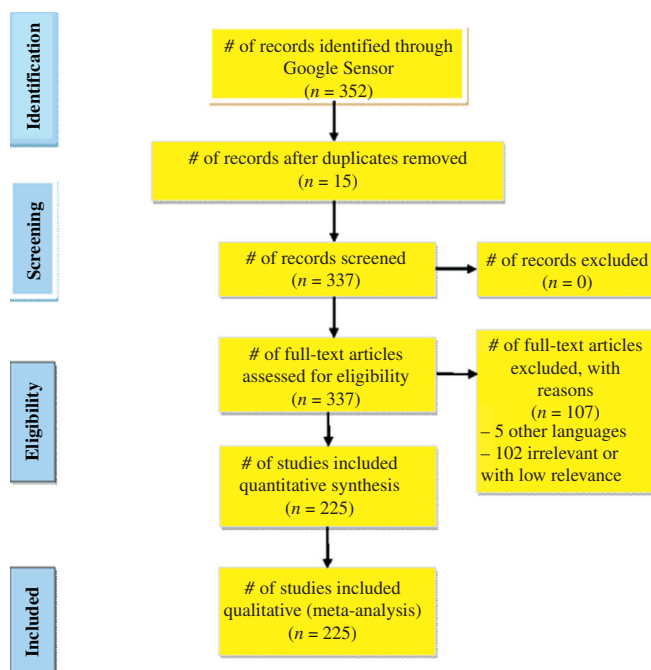 Identification
# of records identified through
Google Sensor
(n = 352)
# of records after duplicates removed
(n = 15)
Screening
# of records screened
(n = 337)
# of records excluded
(n = 0)
Eligibility
# of full-text articles
assessed for eligibility
(n = 337)
# of full-text articles
excluded, with
reasons
(n = 107)
– 5 other languages
– 102 irrelevant or
with low relevance
# of studies included
quantitative synthesis
(n = 225)
Included
# of studies included
qualitative (meta-analysis)
n = 225)